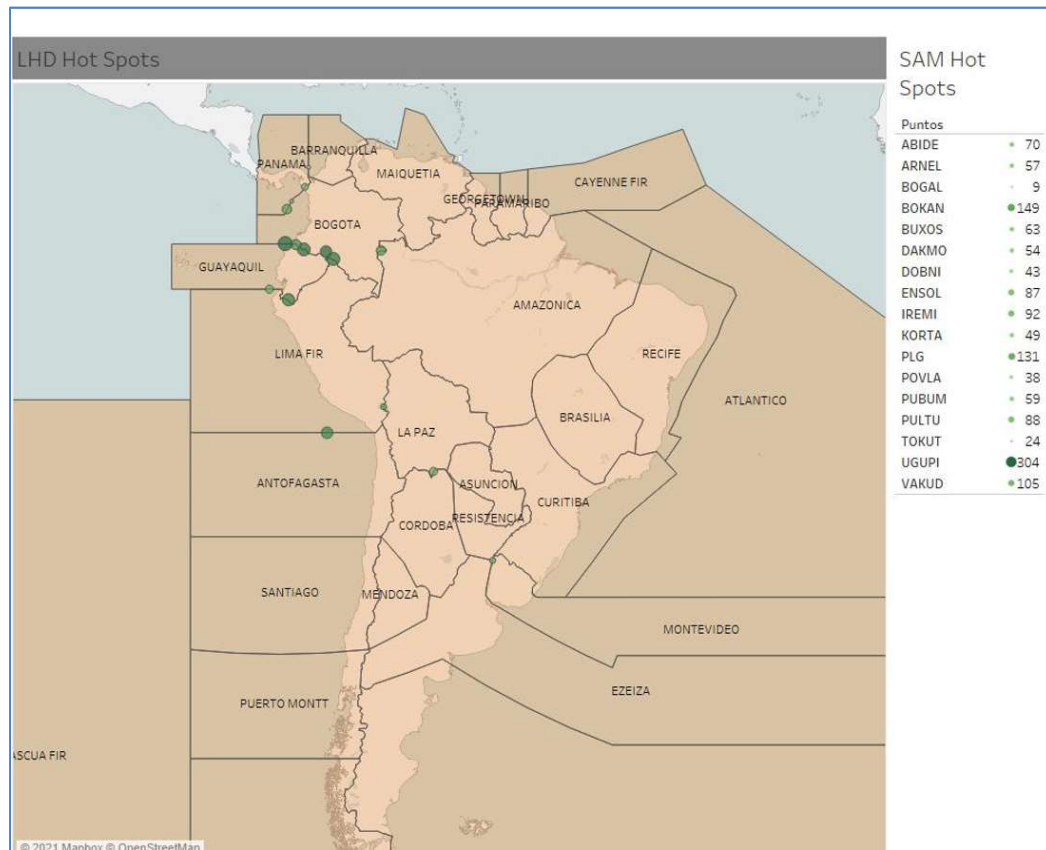 LHD Hot Spots
PANAMA
BARRANQUILLA
MAIQUETIA
GEORGETOWN
PARAMARIBO
CAYENNE FIR
BOGOTA
GUAYAQUIL
AMAZONICA
LIMA FIR
RECIFE
BRASILIA
ATLANTICO
LA PAZ
ANTOFAGASTA
ASUNCION
CURITIBA
CORDOBA
RESISTENCIA
SANTIAGO
MENDOZA
MONTEVIDEO
EZEIZA
PUERTO MONTT
ASCUA FIR
© 2021 Mapbox © OpenStreetMap
SAM Hot
Spots
Puntos
ABIDE 70
ARNEL 57
BOGAL 9
BOKAN 149
BUXOS 63
DAKMO 54
DOBNI 43
ENSOL 87
IREMI 92
KORTA 49
PLG 131
POVLA 38
PUBUM 59
PULTU 88
TOKUT 24
UGUPI 304
VAKUD 105